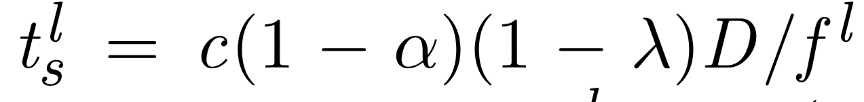 t_s^l = c(1 − α)(1 − λ)D/f^l